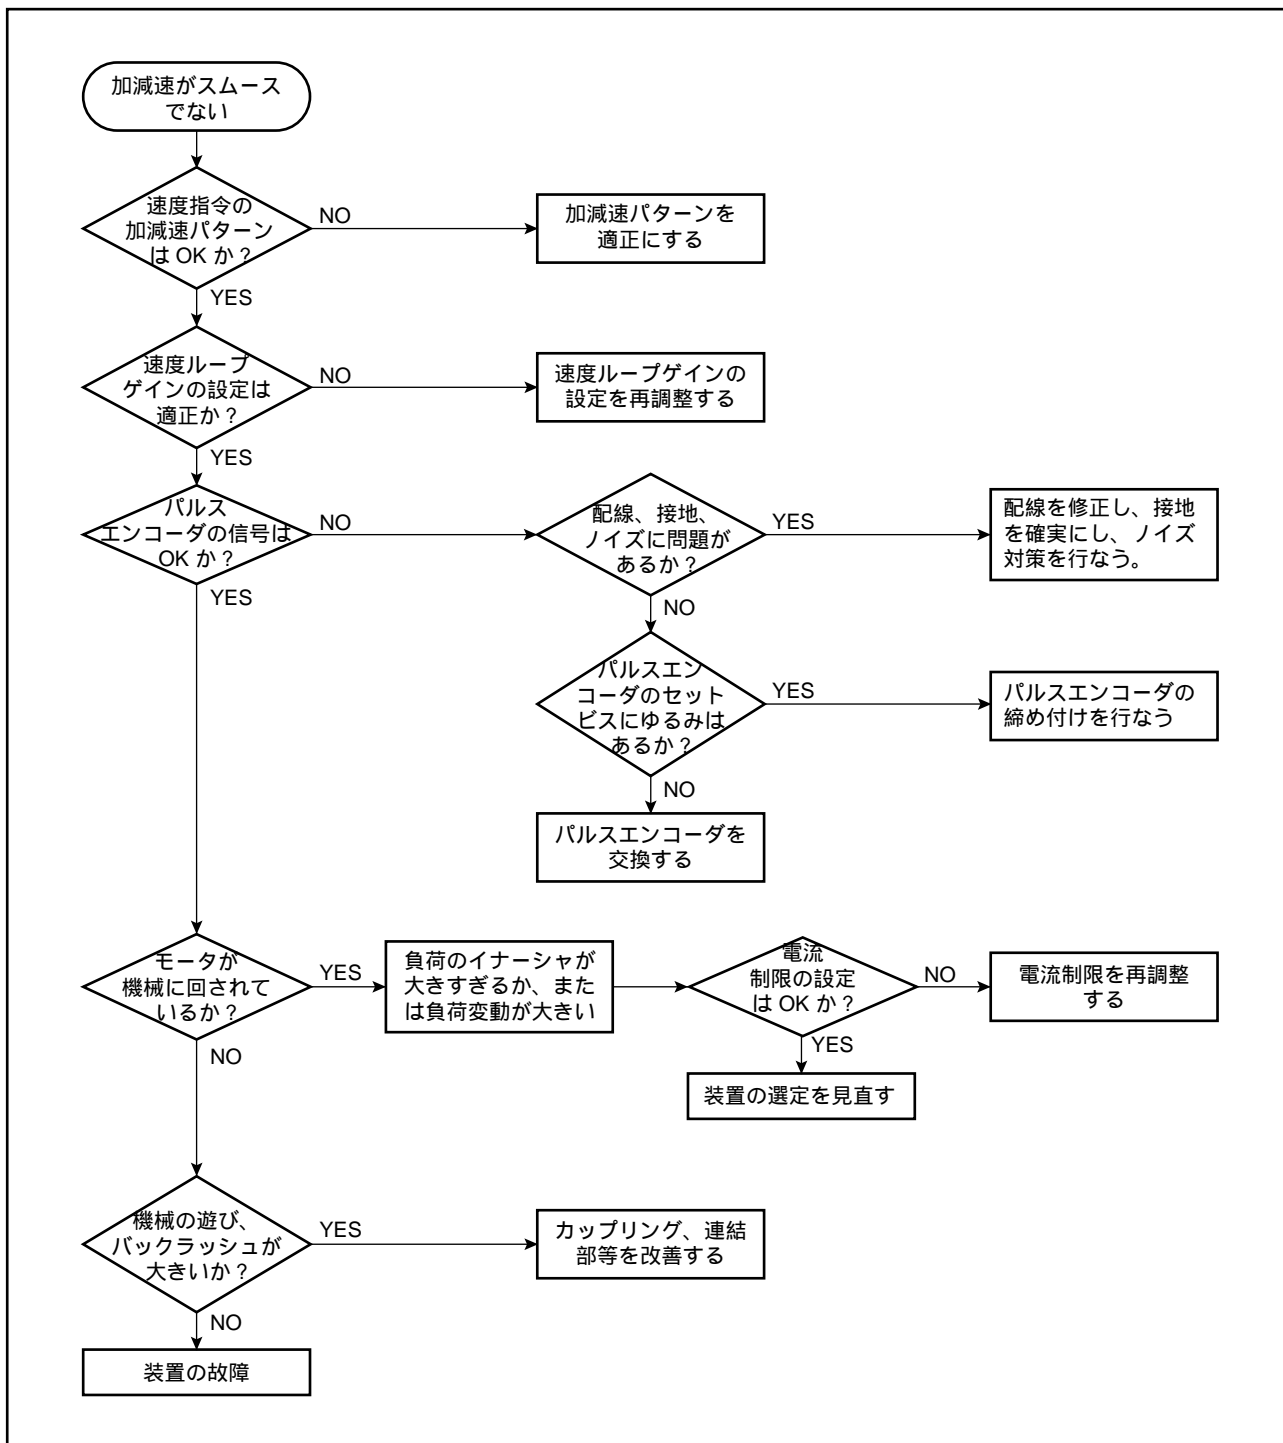 加減速がスムース
でない
速度指令の
加減速パターン
は OK か？
NO
加減速パターンを
適正にする
YES
速度ループ
ゲインの設定は
適正か？
NO
速度ループゲインの
設定を再調整する
YES
パルス
エンコーダの信号は
OK か？
NO
配線、接地、
ノイズに問題が
あるか？
YES
配線を修正し、接地
を確実にし、ノイズ
対策を行なう。
YES
NO
パルスエン
コーダのセット
ビスにゆるみは
あるか？
YES
パルスエンコーダの
締め付けを行なう
NO
パルスエンコーダを
交換する
モータが
機械に回されて
いるか？
YES
負荷のイナーシャが
大きすぎるか、また
は負荷変動が大きい
電流
制限の設定
は OK か？
NO
電流制限を再調整
する
YES
装置の選定を見直す
NO
機械の遊び、
バックラッシュが
大きいか？
YES
カップリング、連結
部等を改善する
NO
装置の故障